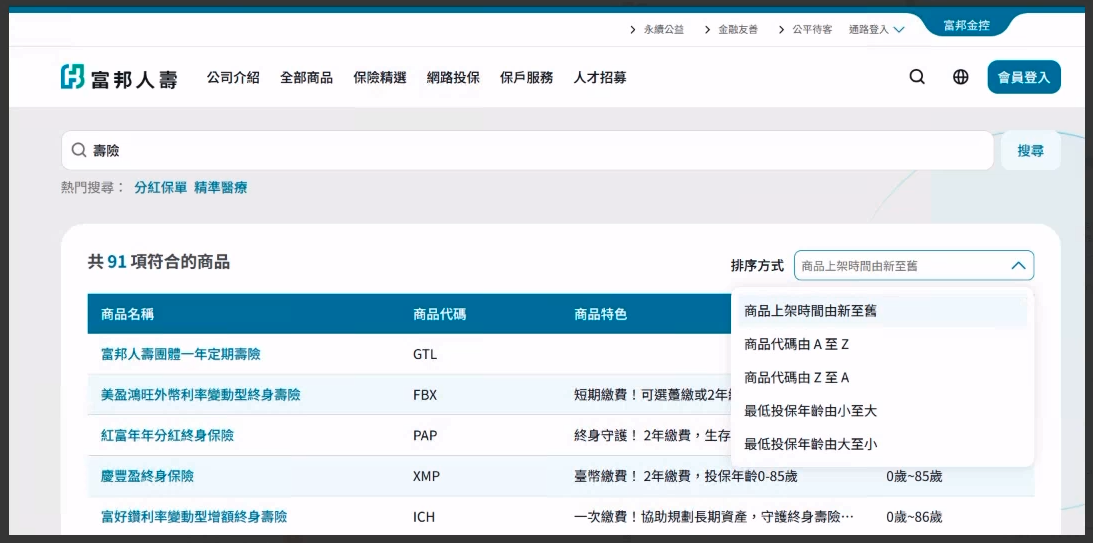 永續公益 金融友善 公平待客 通路登入 富邦金控
富邦人壽 公司介紹 全部商品 保險精選 網路投保 保戶服務 人才招募 會員登入
壽險 搜尋
熱門搜尋： 分紅保單 精準醫療
共 91 項符合的商品 排序方式 商品上架時間由新至舊
商品名稱 商品代碼 商品特色
商品上架時間由新至舊
商品代碼由 A 至 Z
商品代碼由 Z 至 A
最低投保年齡由小至大
最低投保年齡由大至小
富邦人壽團體一年定期壽險 GTL
美盈鴻旺外幣利率變動型終身壽險 FBX 短期繳費！可選躉繳或2年
紅富年年分紅終身保險 PAP 終身守護！ 2年繳費，生存
慶豐盈終身保險 XMP 臺幣繳費！ 2年繳費，投保年齡0-85歲 0歲~85歲
富好鑽利率變動型增額終身壽險 ICH 一次繳費！協助規劃長期資產，守護終身壽險… 0歲~86歲